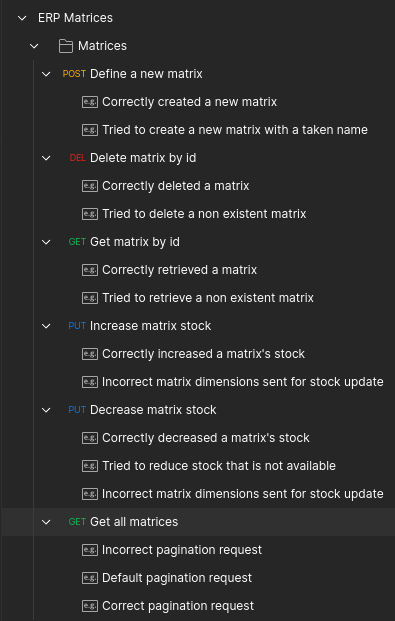 ERP Matrices
Matrices
POST Define a new matrix
e.g. Correctly created a new matrix
e.g. Tried to create a new matrix with a taken name
DEL Delete matrix by id
e.g. Correctly deleted a matrix
e.g. Tried to delete a non existent matrix
GET Get matrix by id
e.g. Correctly retrieved a matrix
e.g. Tried to retrieve a non existent matrix
PUT Increase matrix stock
e.g. Correctly increased a matrix's stock
e.g. Incorrect matrix dimensions sent for stock update
PUT Decrease matrix stock
e.g. Correctly decreased a matrix's stock
e.g. Tried to reduce stock that is not available
e.g. Incorrect matrix dimensions sent for stock update
GET Get all matrices
e.g. Incorrect pagination request
e.g. Default pagination request
e.g. Correct pagination request